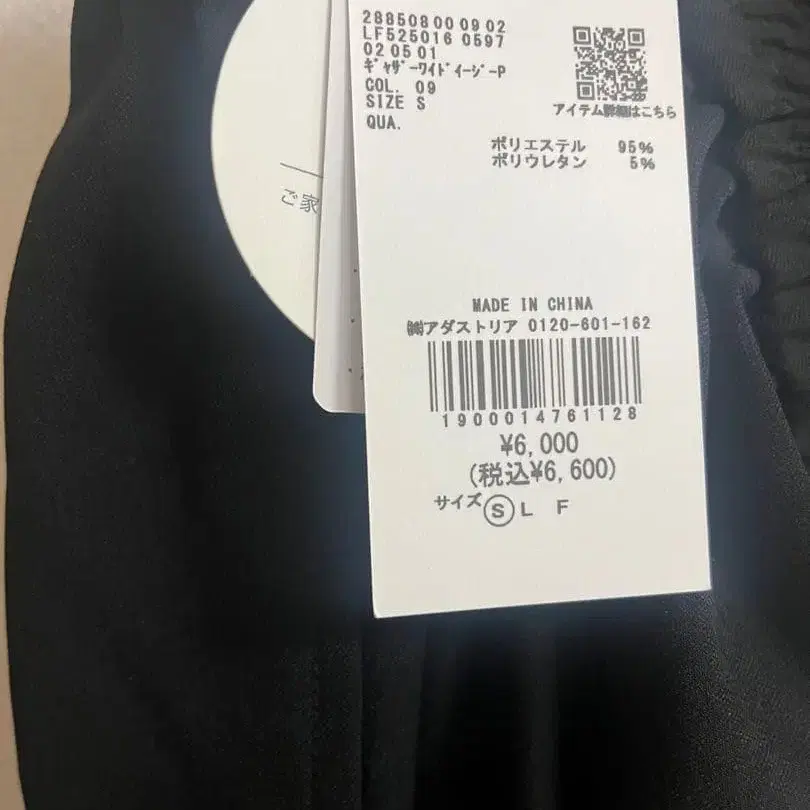 28850800 09 02
LF525016 0597
02 05 01
ｷﾞｬｻﾞｰﾜｲﾄﾞｲｰｼﾞｰP
COL. 09
SIZE S
QUA.
アイテム詳細はこちら
ポリエステル 95%
ポリウレタン 5%
ご家
MADE IN CHINA
㈱アダストリア 0120-601-162
1900014761128
¥6,000
(税込¥6,600)
サイズ S L F